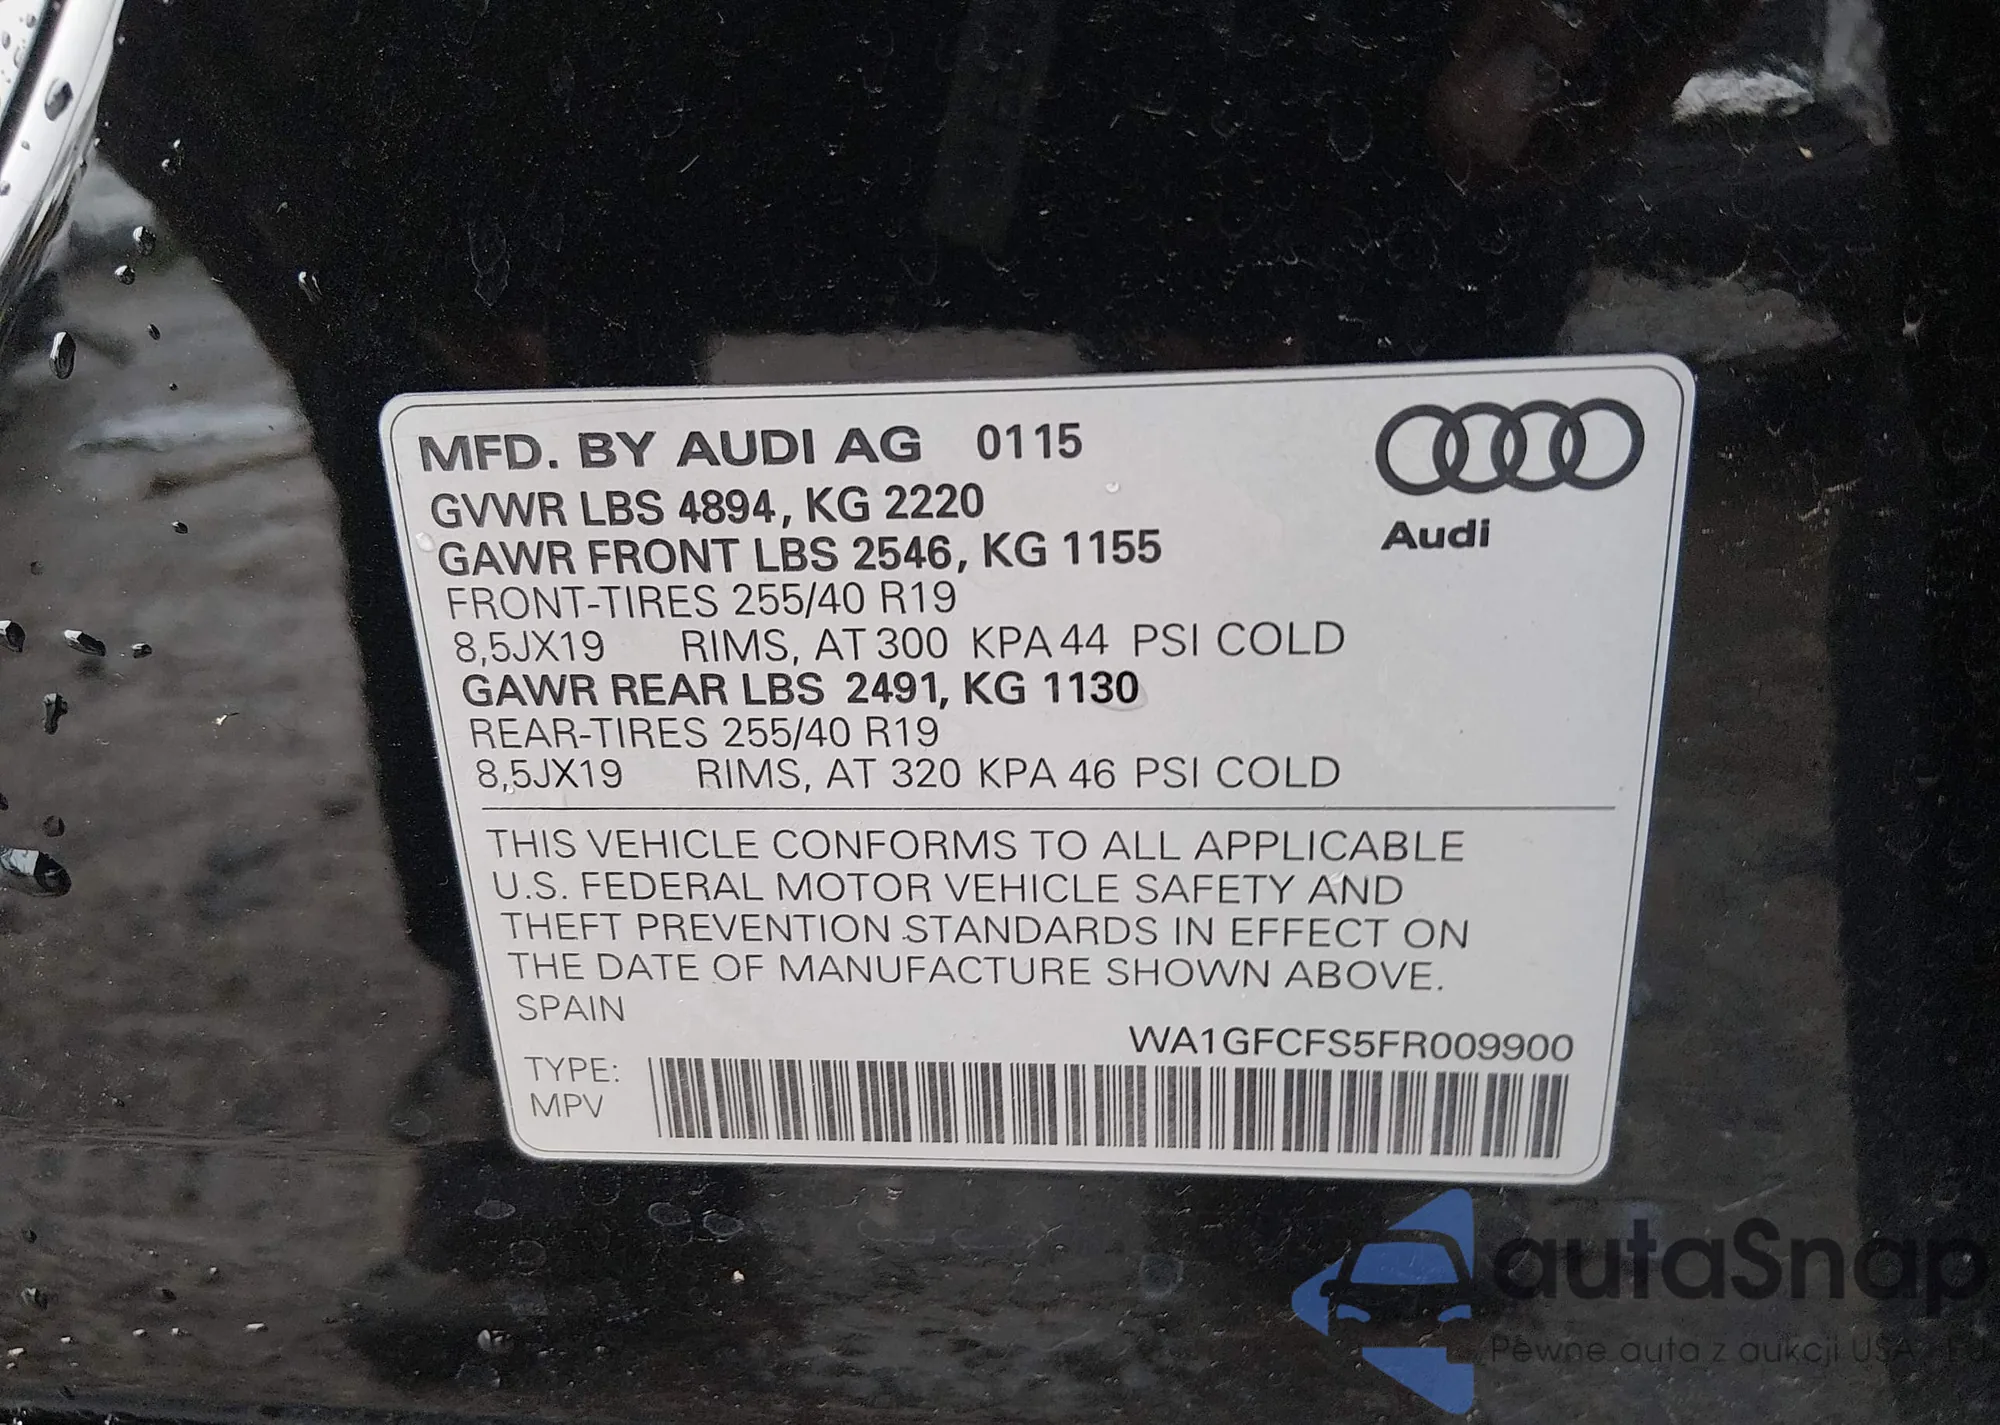 MFD. BY AUDI AG 0115
GVWR LBS 4894, KG 2220
GAWR FRONT LBS 2546, KG 1155
FRONT-TIRES 255/40 R19
8,5JX19 RIMS, AT 300 KPA 44 PSI COLD
GAWR REAR LBS 2491, KG 1130
REAR-TIRES 255/40 R19
8,5JX19 RIMS, AT 320 KPA 46 PSI COLD
Audi
THIS VEHICLE CONFORMS TO ALL APPLICABLE
U.S. FEDERAL MOTOR VEHICLE SAFETY AND
THEFT PREVENTION STANDARDS IN EFFECT ON
THE DATE OF MANUFACTURE SHOWN ABOVE.
SPAIN
WA1GFCFS5FR009900
TYPE:
MPV
autaSnap
Pewne auta z aukcji USA